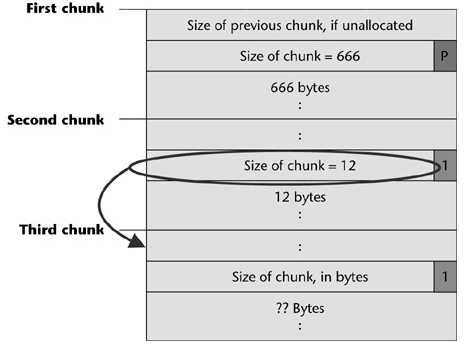 First chunk
Size of previous chunk, if unallocated
Size of chunk = 666 P
666 bytes
:
Second chunk
:
Size of chunk = 12 1
12 bytes
:
Third chunk
:
Size of chunk, in bytes 1
?? Bytes
: